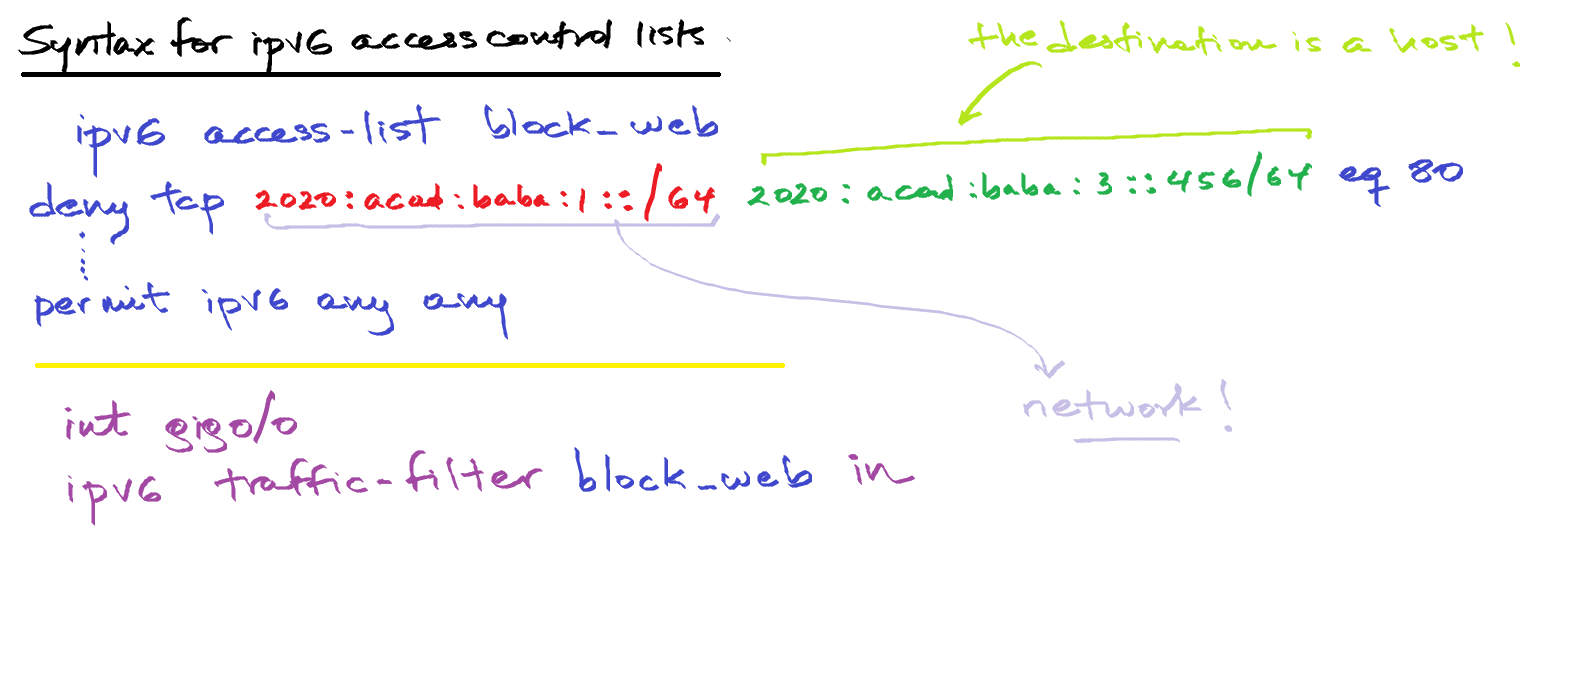 Syntax for ipv6 access control lists
the destination is a host!
ipv6 access-list block_web
deny tcp 2020:acad:baba:1::/64 2020:acad:baba:3::456/64 eq 80
permit ipv6 any any
int gig0/0
network!
ipv6 traffic-filter block_web in